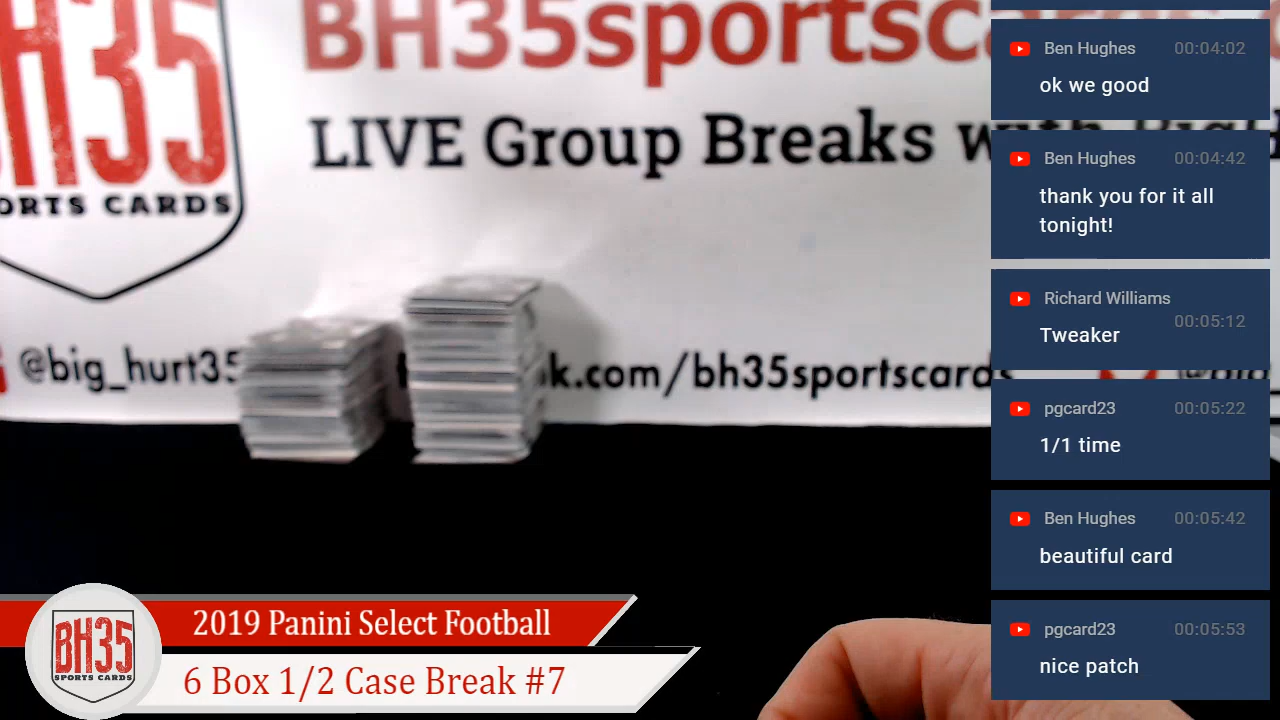 BH35
SPORTS CARDS
BH35sportscards
LIVE Group Breaks with
@big_hurt35
k.com/bh35sportscards
Ben Hughes 00:04:02
ok we good
Ben Hughes 00:04:42
thank you for it all
tonight!
Richard Williams
00:05:12
Tweaker
pgcard23 00:05:22
1/1 time
Ben Hughes 00:05:42
beautiful card
pgcard23 00:05:53
nice patch
BH35
SPORTS CARDS
2019 Panini Select Football
6 Box 1/2 Case Break #7